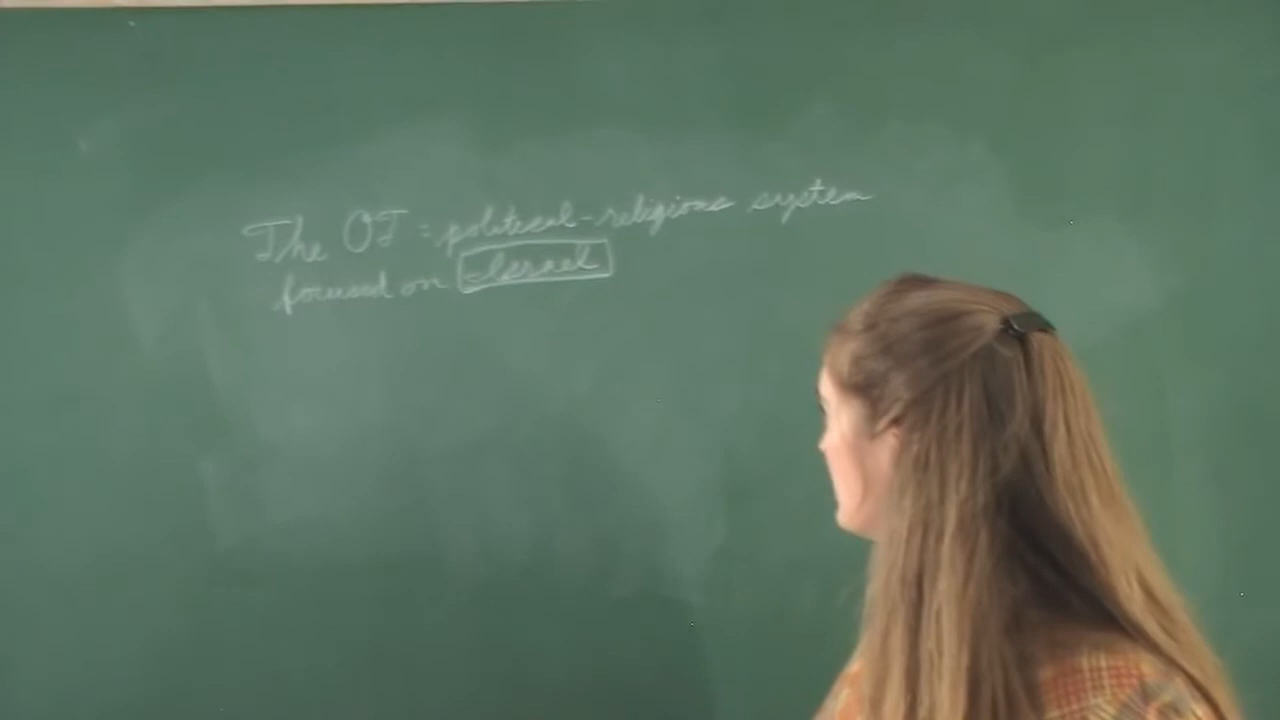 The OT = political-religious system
focused on Israel